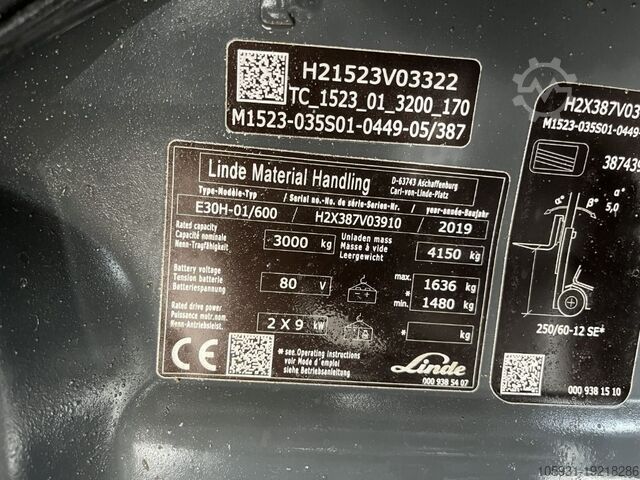 H21523V03322
TC_1523_01_3200_170
M1523-035S01-0449-05/387
Linde Material Handling
D-63743 Aschaffenburg
Carl-von-Linde-Platz
Type-Modèle-Typ / Serial no.-No. de série-Serien-Nr. / year-année-Baujahr
E30H-01/600 / H2X387V03910 / 2019
Rated capacity
Capacité nominale
Nenn-Tragfähigkeit
3000 kg
Unladen mass
Masse à vide
Leergewicht
4150 kg
Battery voltage
Tension batterie
Batteriespannung
80 V
max. 1636 kg
*
min. 1480 kg
Rated drive power
Puissance motr.nom.
Nenn-Antriebsleist.
2 X 9 kW
* kg
CE
* see Operating instructions
voir Mode d'emploi
siehe Betriebsanleitung
Linde
000 938 54 07
H2X387V03
M1523-035S01-0449
387439
α°
β° α° 5,0
250/60-12 SE*
000 938 15 10
105931-19218286